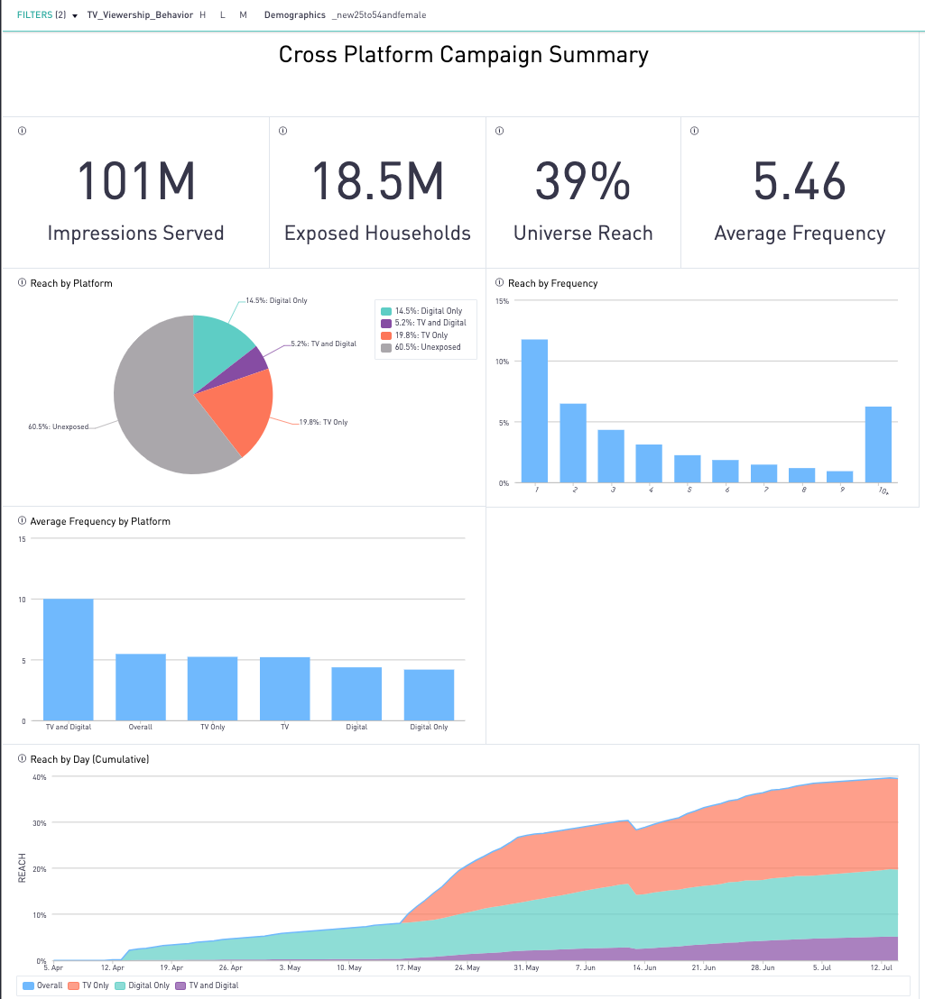 FILTERS (2) TV_Viewership_Behavior H L M Demographics _new25to54andfemale
Cross Platform Campaign Summary
101M
Impressions Served
18.5M
Exposed Households
39%
Universe Reach
5.46
Average Frequency
Reach by Platform
14.5%: Digital Only
5.2%: TV and Digital
19.8%: TV Only
60.5%: Unexposed
14.5%: Digital Only
5.2%: TV and Digital
19.8%: TV Only
60.5%: Unexposed
Reach by Frequency
15%
10%
5%
0%
1 2 3 4 5 6 7 8 9 10+
Average Frequency by Platform
15
10
5
0
TV and Digital Overall TV Only TV Digital Digital Only
Reach by Day (Cumulative)
REACH
40%
30%
20%
10%
0%
5. Apr 12. Apr 19. Apr 26. Apr 3. May 10. May 17. May 24. May 31. May 7. Jun 14. Jun 21. Jun 28. Jun 5. Jul 12. Jul
Overall TV Only Digital Only TV and Digital